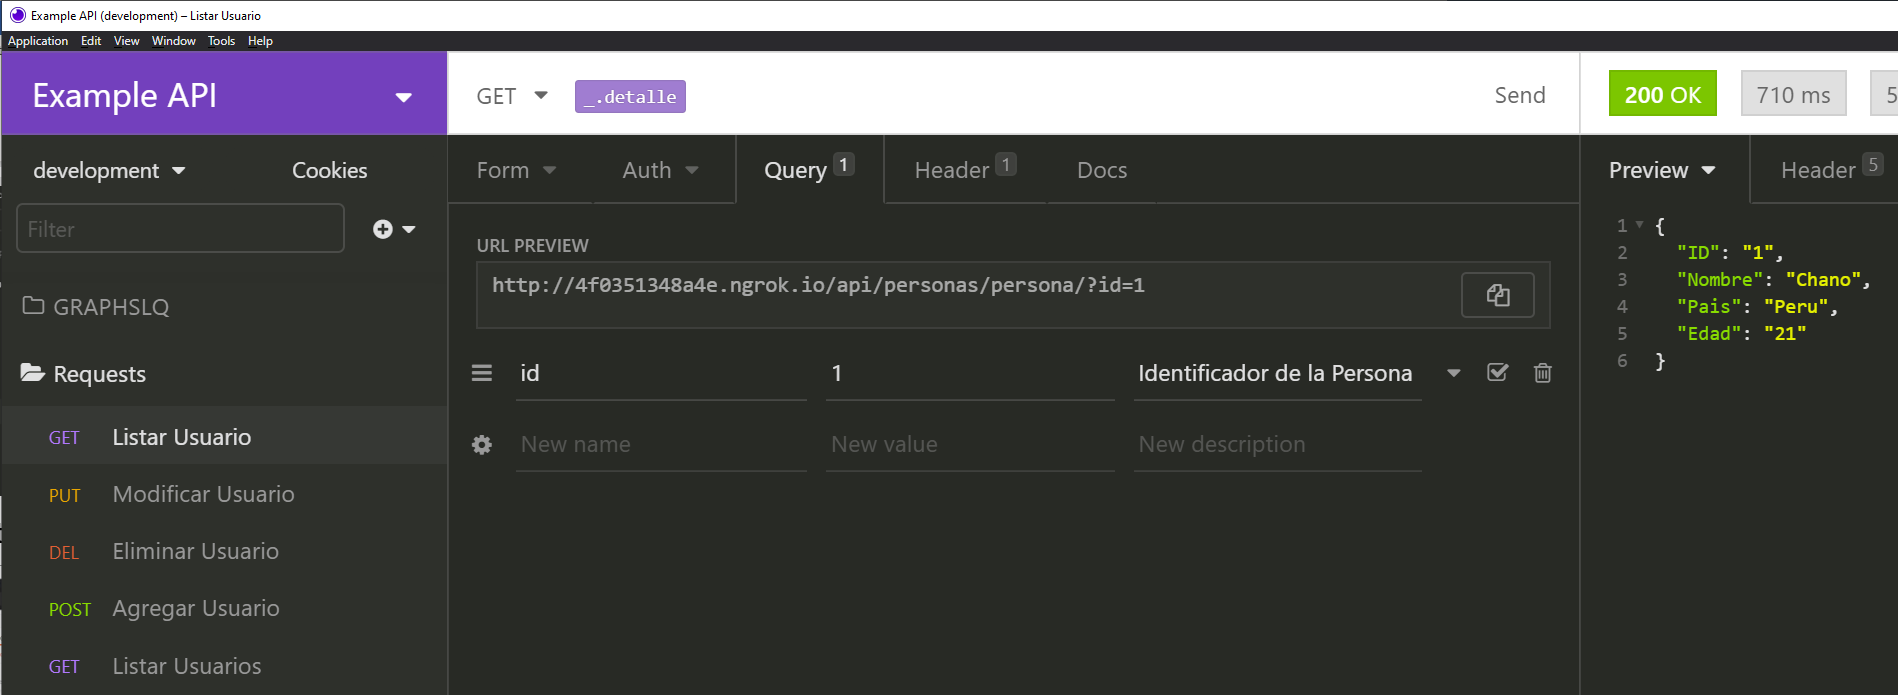 Example API (development) – Listar Usuario
Application Edit View Window Tools Help
Example API
GET _.detalle Send
200 OK 710 ms 5
development Cookies
Form Auth Query 1 Header 1 Docs
Preview Header 5
Filter
URL PREVIEW
http://4f0351348a4e.ngrok.io/api/personas/persona/?id=1
id 1 Identificador de la Persona
New name New value New description
GRAPHSLQ
Requests
GET Listar Usuario
PUT Modificar Usuario
DEL Eliminar Usuario
POST Agregar Usuario
GET Listar Usuarios
1 {
2 "ID": "1",
3 "Nombre": "Chano",
4 "Pais": "Peru",
5 "Edad": "21"
6 }